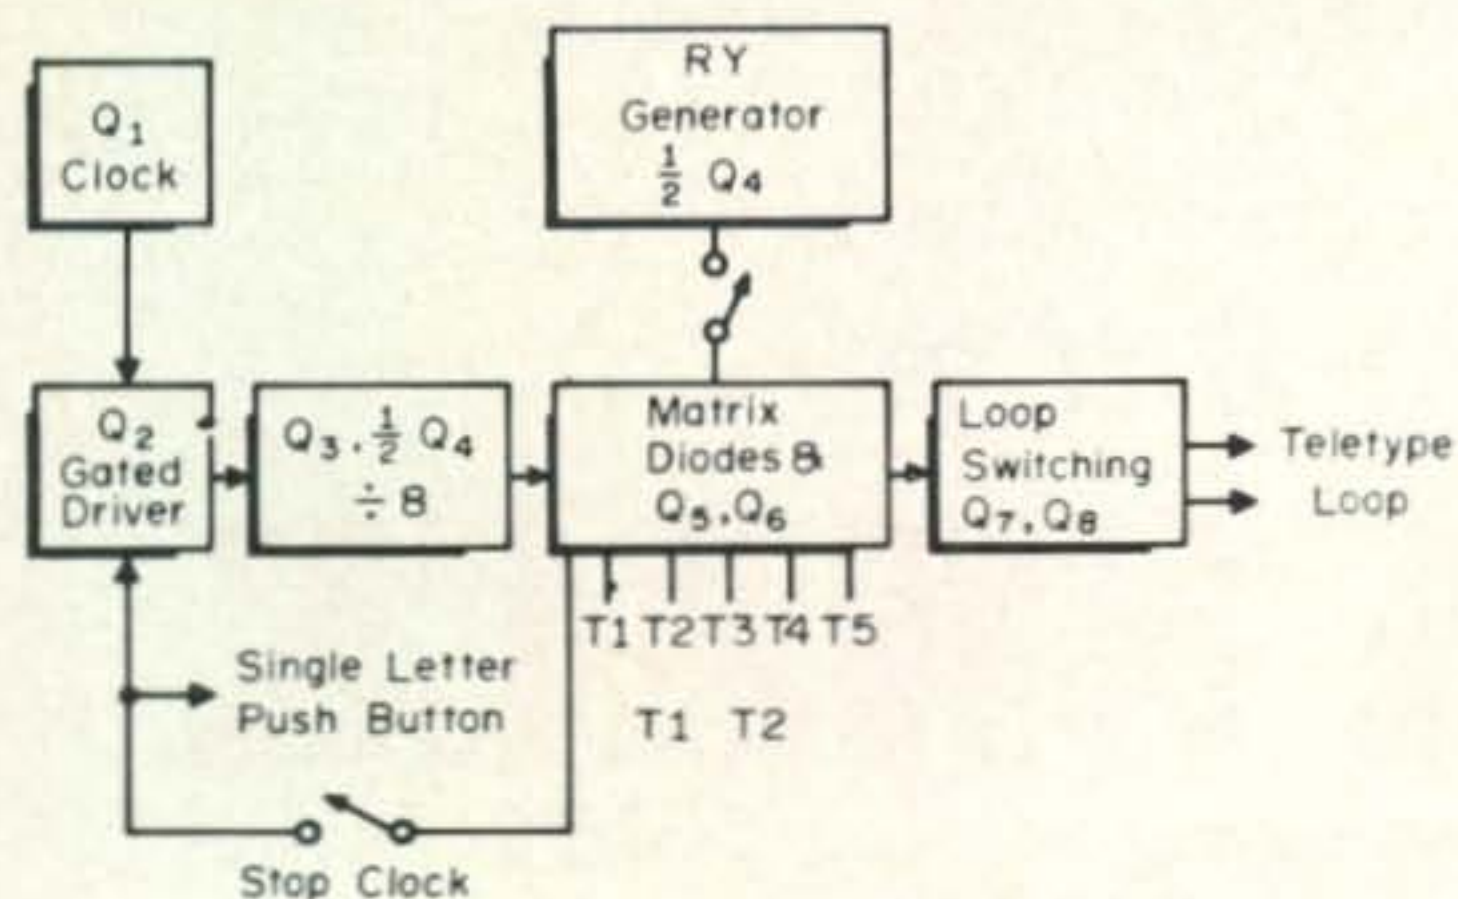 Q1
Clock
RY
Generator
1/2 Q4
Q2
Gated
Driver
Q3, 1/2 Q4
÷ 8
Matrix
Diodes &
Q5, Q6
Loop
Switching
Q7, Q8
Teletype
Loop
T1 T2 T3 T4 T5
Single Letter
Push Button
T1 T2
Stop Clock